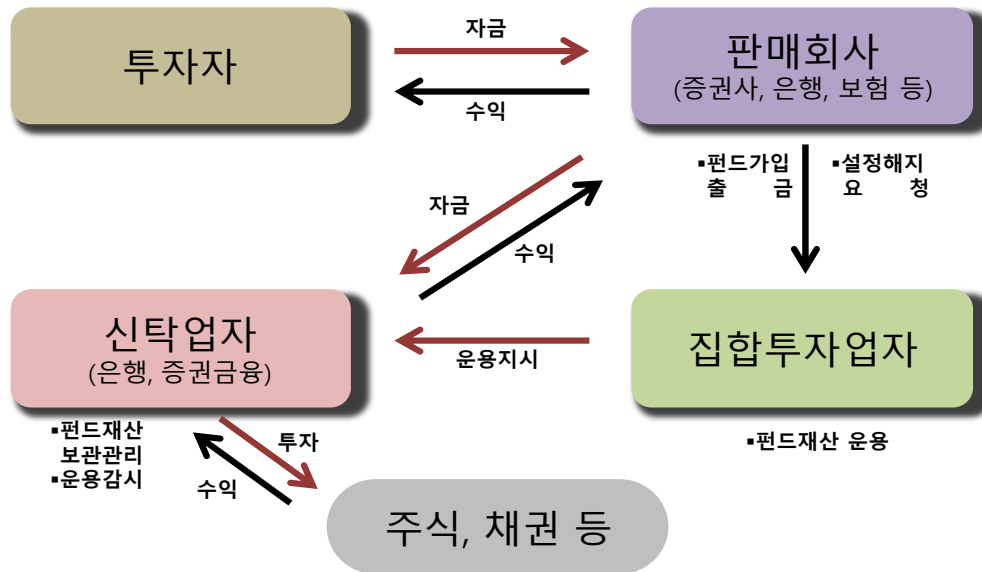 투자자
자금
수익
판매회사
(증권사, 은행, 보험 등)
▪펀드가입
출 금
▪설정해지
요 청
자금
수익
신탁업자
(은행, 증권금융)
운용지시
집합투자업자
▪펀드재산
보관관리
▪운용감시
투자
수익
▪펀드재산 운용
주식, 채권 등